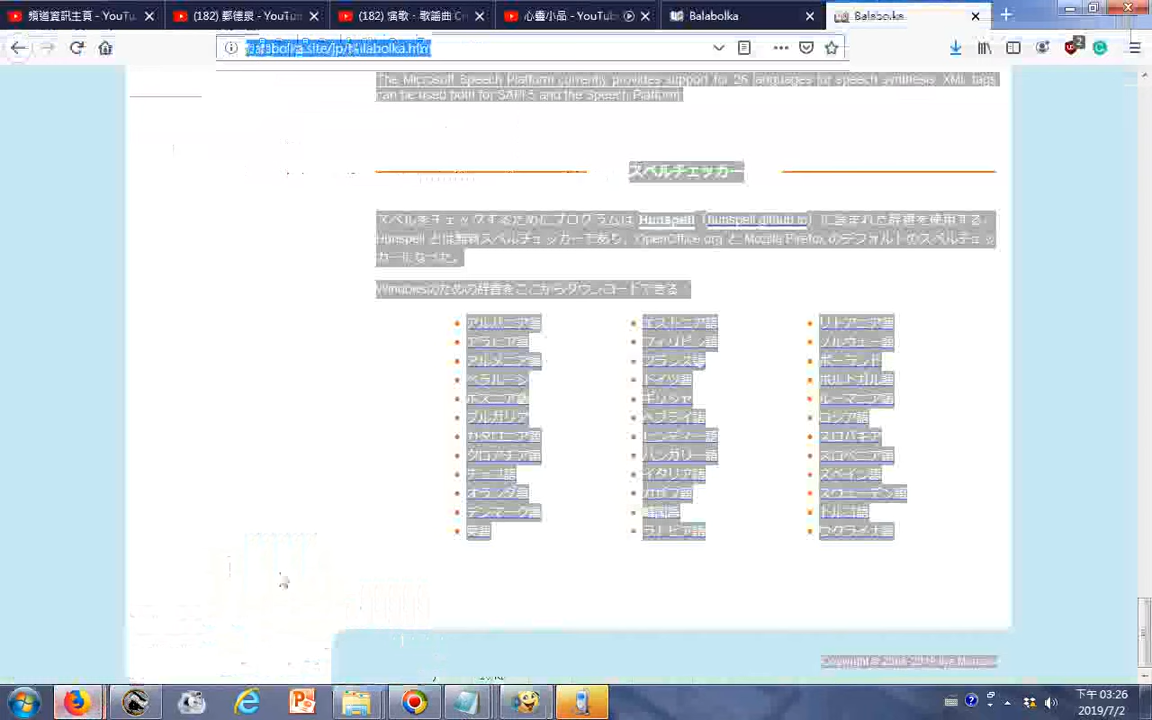 頻道資訊主頁 - YouTu
(182) 鄭德泉 - YouTu
(182) 演歌・歌謡曲
心靈小品 - YouTub
Balabolka
Balabolka
The Microsoft Speech Platform currently provides support for 26 languages for speech synthesis. XML tags
can be used both for SAPI 5 and the Speech Platform.
スペルチェッカー
スペルをチェックするためにプログラムは Hunspell (hunspell.github.io) に含まれた辞書を使用する。
Hunspell とは無料スペルチェッカーであり、OpenOffice.org と Mozilla Firefox のデフォルトのスペルチェッ
カーになった。
Windowsのための辞書をここからダウンロードできる：
アルバニア語 エストニア語 リトアニア語
アラビア語 フィリピン語 ノルウェー語
アルメニア語 フランス語 ポーランド
ベラルーシ ドイツ語 ポルトガル語
ボスニア語 ギリシャ ルーマニア語
ブルガリア ヘブライ語 ロシア語
カタロニア語 ヒンディー語 スロバキア
クロアチア語 ハンガリー語 スロベニア語
チェコ語 イタリア語 スペイン語
オランダ語 スウェーデン語
デンマーク語 韓国語 トルコ語
英語 ラトビア語 ウクライナ語
下午 03:26
2019/7/2